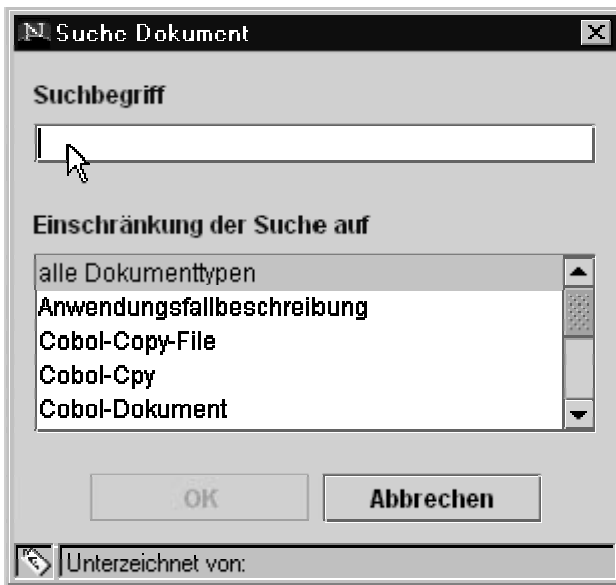 Suche Dokument
Suchbegriff
Einschränkung der Suche auf
alle Dokumenttypen
Anwendungsfallbeschreibung
Cobol-Copy-File
Cobol-Cpy
Cobol-Dokument
OK
Abbrechen
Unterzeichnet von: